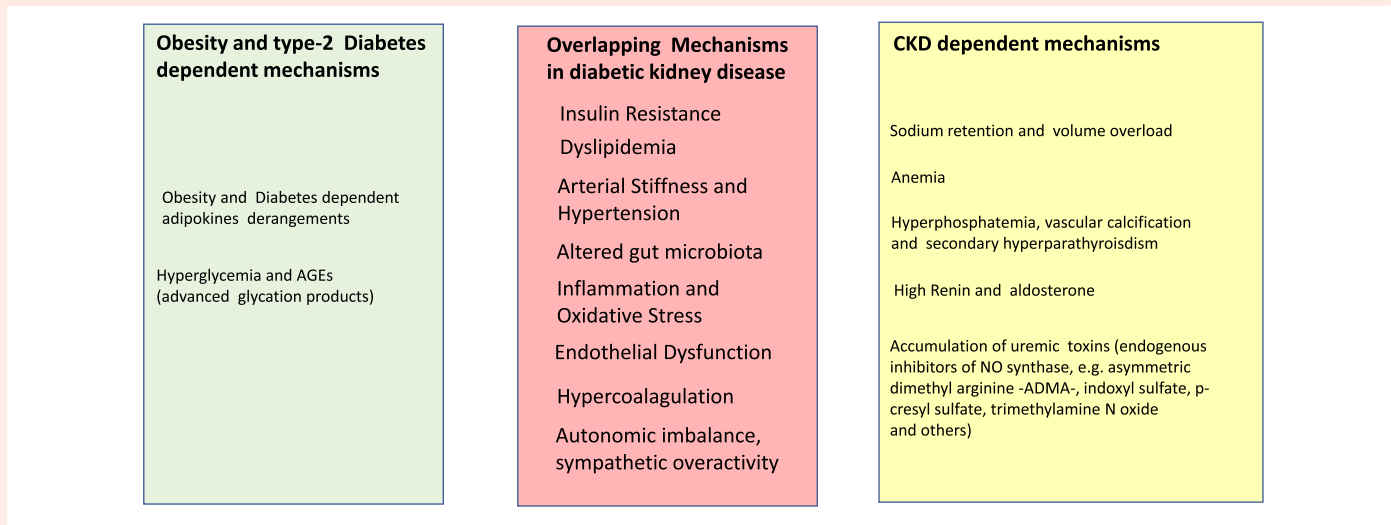 Obesity and type-2  Diabetes
dependent mechanisms
Obesity and  Diabetes dependent
adipokines  derangements
Hyperglycemia and AGEs
(advanced  glycation products)
Overlapping  Mechanisms
in diabetic kidney disease
Insulin Resistance
Dyslipidemia
Arterial Stiffness and
Hypertension
Altered gut microbiota
Inflammation and
Oxidative Stress
Endothelial Dysfunction
Hypercoalagulation
Autonomic imbalance,
sympathetic overactivity
CKD dependent mechanisms
Sodium retention and  volume overload
Anemia
Hyperphosphatemia, vascular calcification
and  secondary hyperparathyroisdism
High Renin and  aldosterone
Accumulation of uremic  toxins (endogenous
inhibitors of NO synthase, e.g. asymmetric
dimethyl arginine -ADMA-, indoxyl sulfate, p-
cresyl sulfate, trimethylamine N oxide
and others)